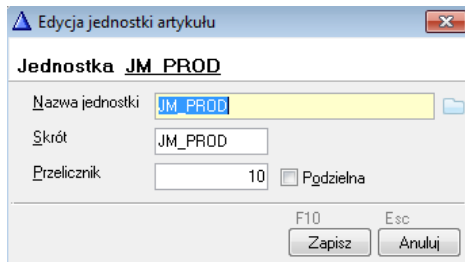 Edycja jednostki artykułu
Jednostka JM_PROD
Nazwa jednostki JM_PROD
Skrót JM_PROD
Przelicznik 10 Podzielna
F10 Esc
Zapisz Anuluj